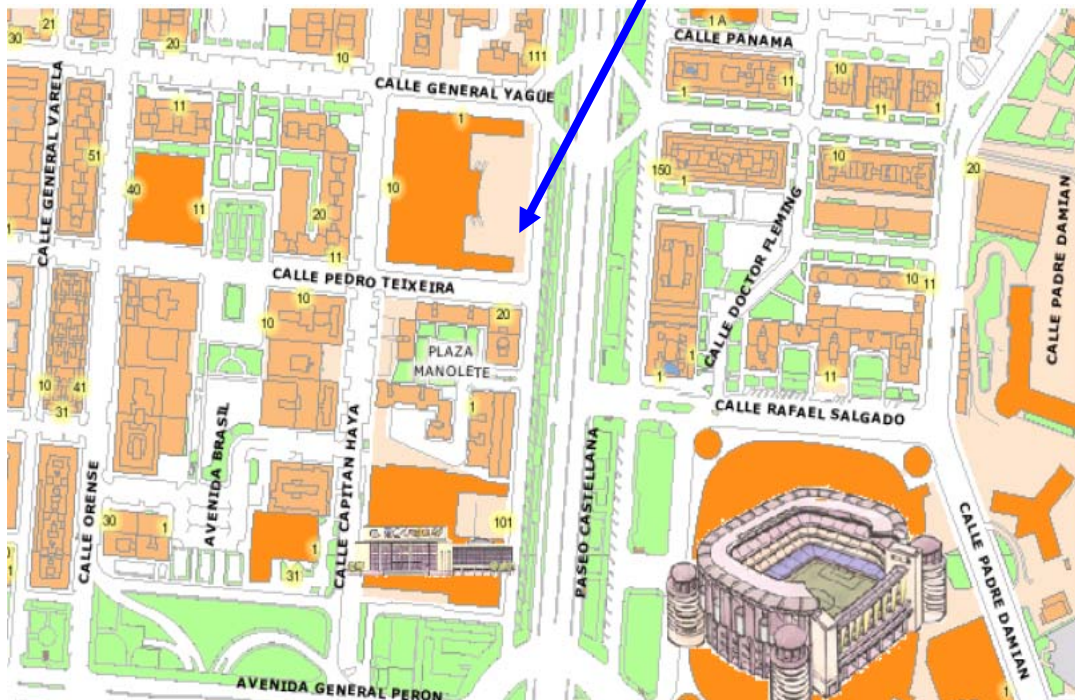 21
1 A
30
20
10
111
CALLE PANAMA
CALLE GENERAL YAGÜE
11
10
1
11
1
CALLE GENERAL VARELA
11
1
51
10
150
1
10
20
40
11
20
11
CALLE PEDRO TEIXEIRA
CALLE DOCTOR FLEMING
CALLE PADRE DAMIAN
10
11
10
10
20
PLAZA
MANOLETE
1
1
11
10
41
31
1
CALLE RAFAEL SALGADO
AVENIDA BRASIL
CALLE ORENSE
CALLE CAPITAN HAYA
PASEO CASTELLANA
30
1
101
1
31
CALLE PADRE DAMIAN
1
AVENIDA GENERAL PERON